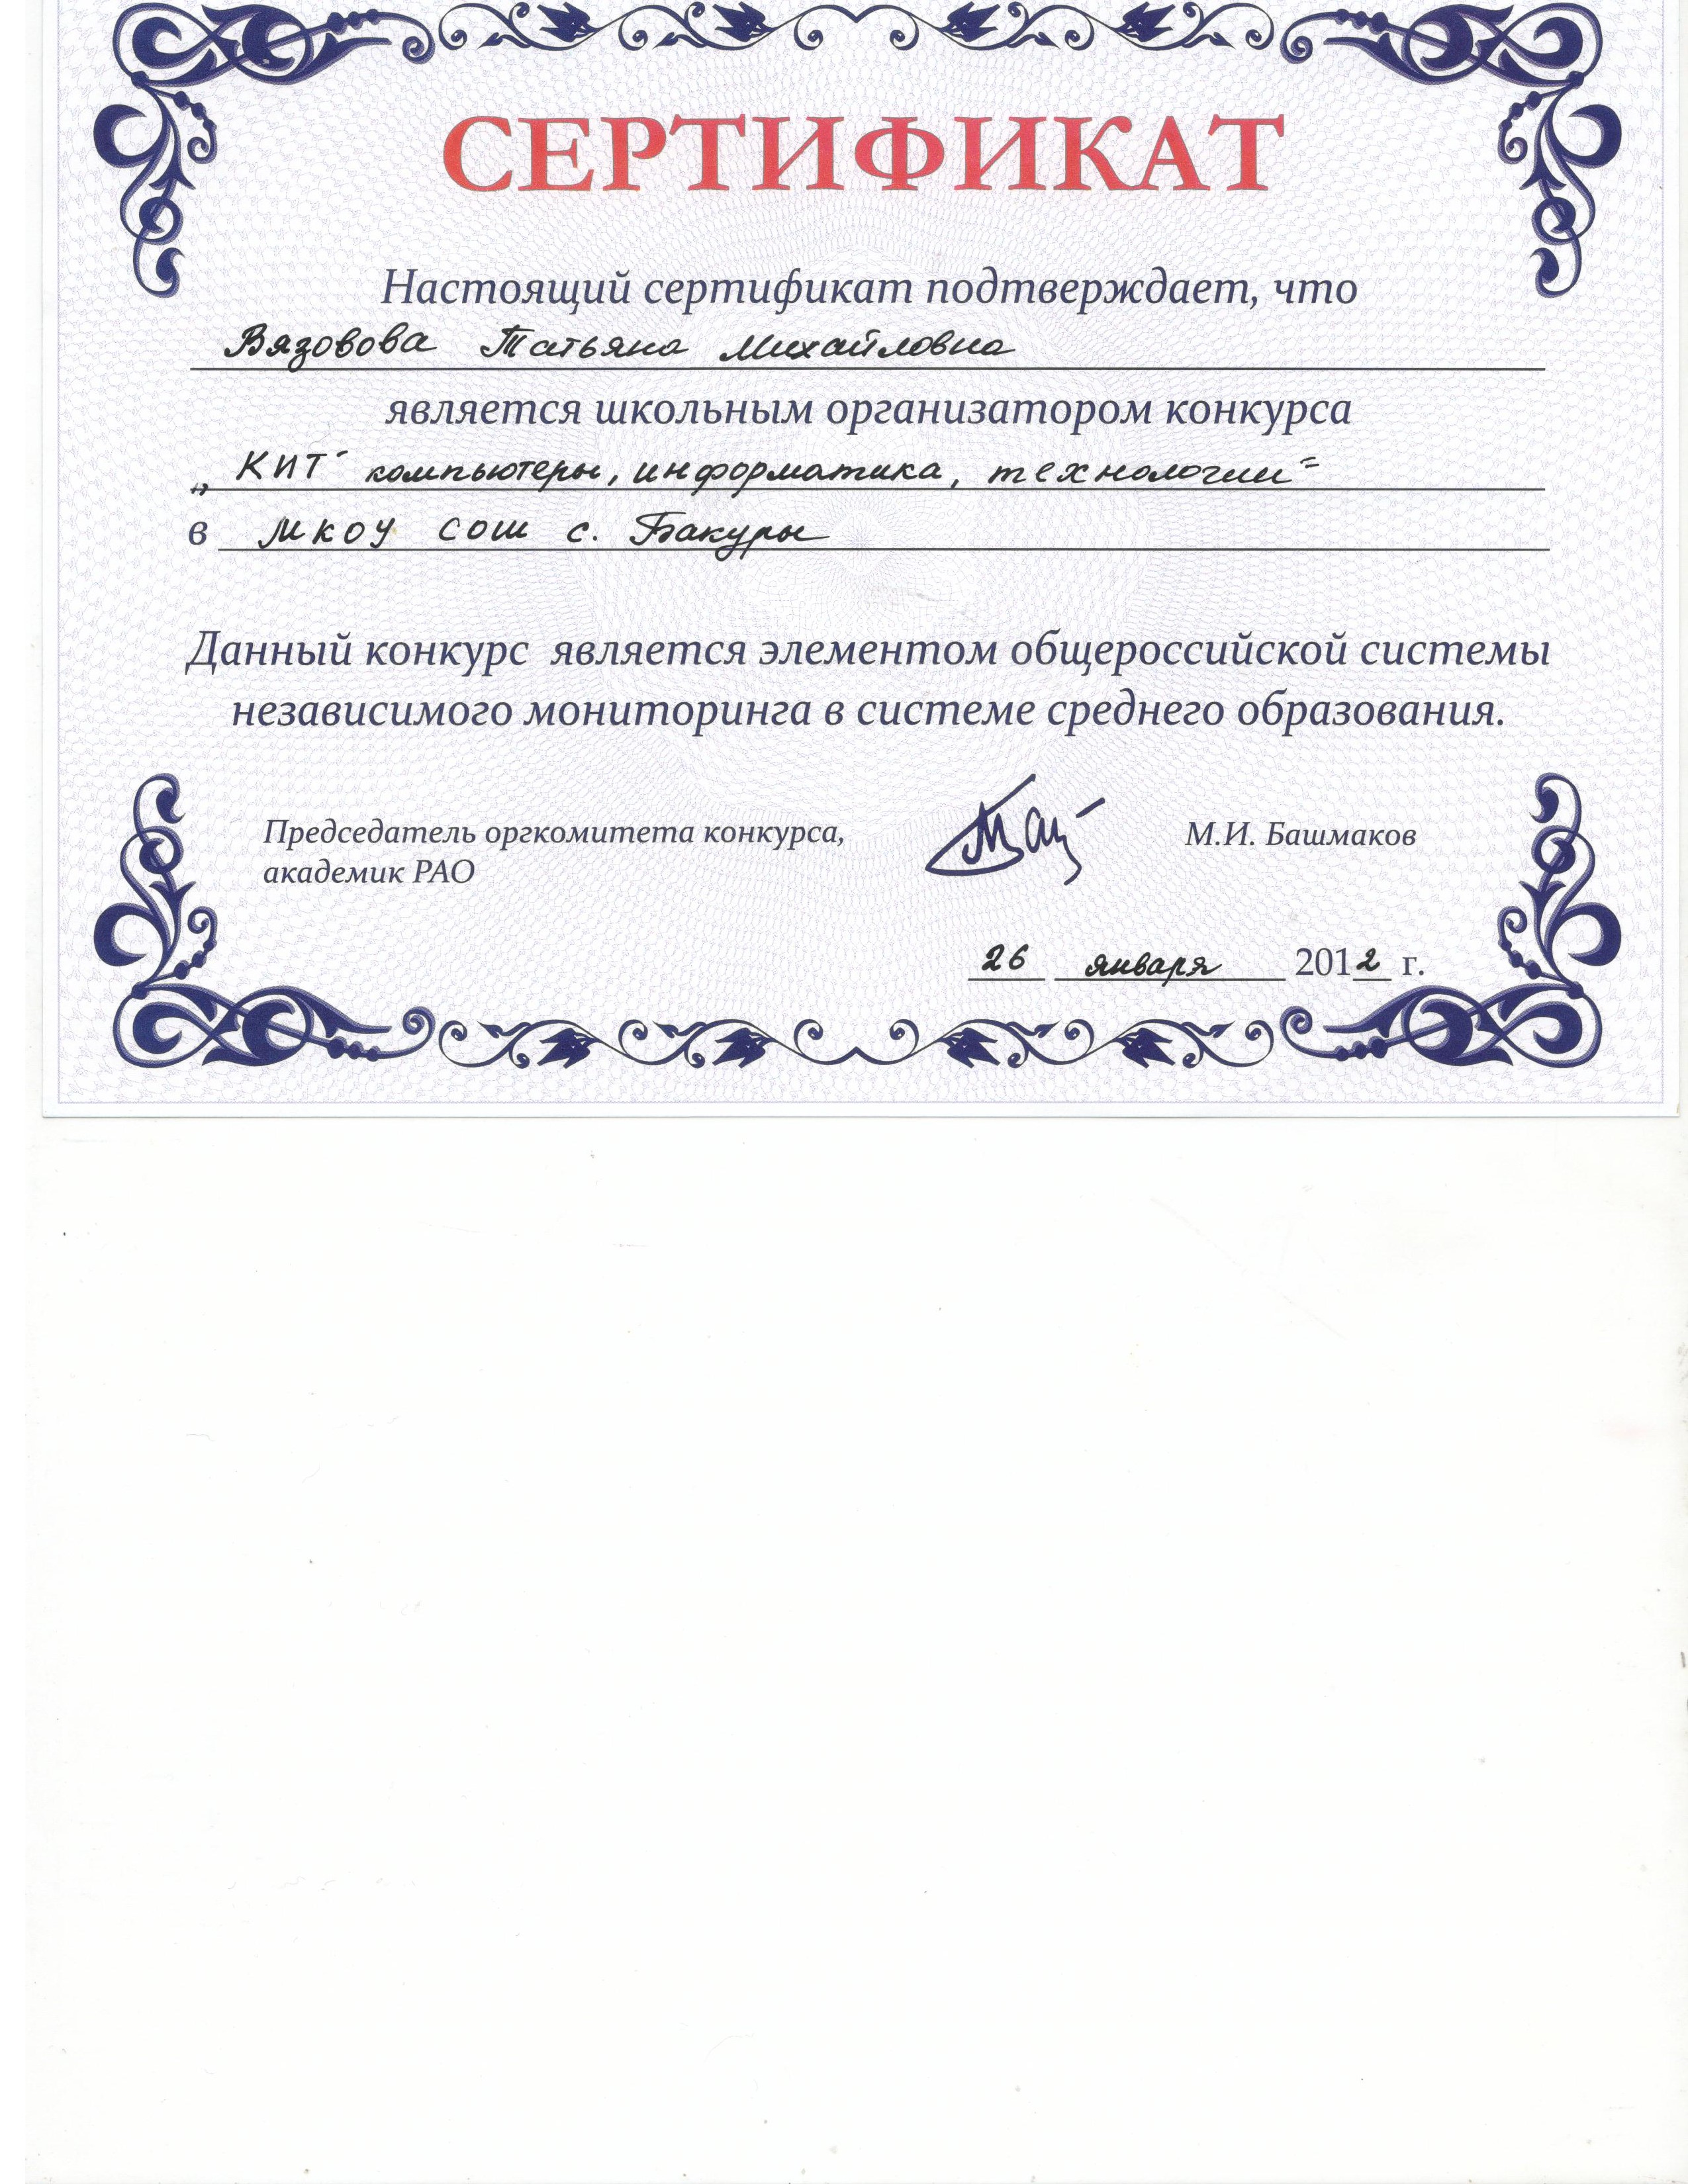 СЕРТИФИКАТ
Настоящий сертификат подтверждает, что
Вязовова Татьяна Михайловна
является школьным организатором конкурса
„КИТ- компьютеры, информатика, технологии"
в МКОУ СОШ с. Бакуры
Данный конкурс является элементом общероссийской системы
независимого мониторинга в системе среднего образования.
Председатель оргкомитета конкурса, М.И. Башмаков
академик РАО
26 января 2012 г.